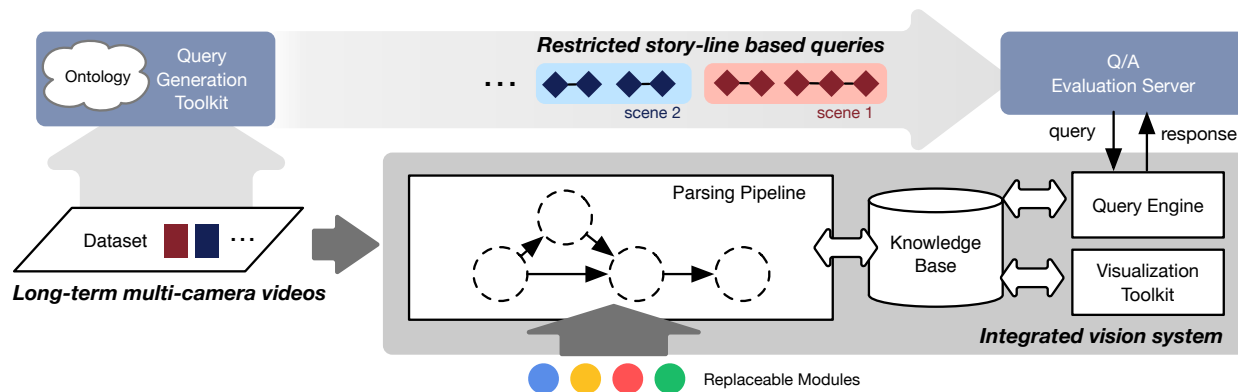 Ontology
Query
Generation
Toolkit
Restricted story-line based queries
...
scene 2
scene 1
Q/A
Evaluation Server
query
response
Dataset
...
Long-term multi-camera videos
Parsing Pipeline
Knowledge
Base
Query Engine
Visualization
Toolkit
Integrated vision system
Replaceable Modules